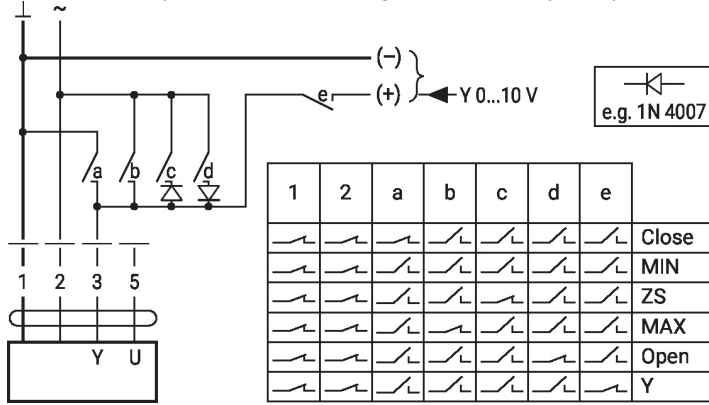 ~
(−)
e (+) Y 0...10 V
e.g. 1N 4007
a b c d
1 2 a b c d e
Close
MIN
ZS
MAX
Open
Y
1 2 3 5
Y U